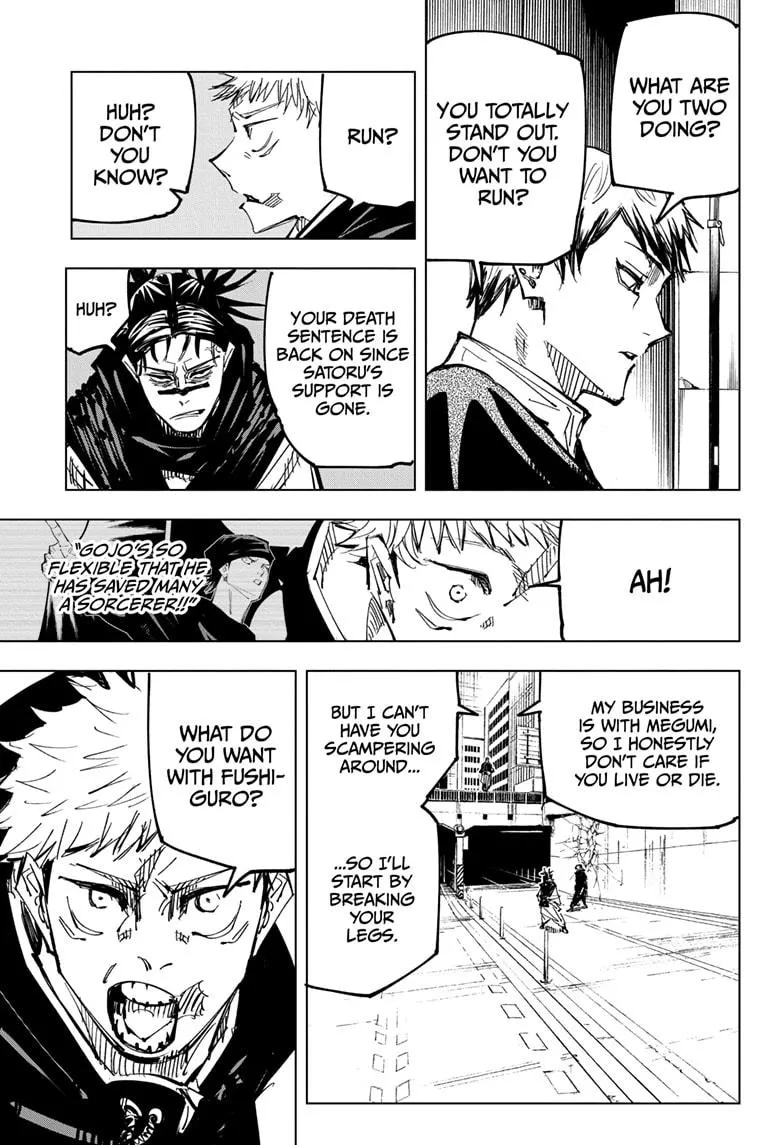 WHAT ARE
YOU TWO
DOING?
YOU TOTALLY
STAND OUT.
DON'T YOU
WANT TO
RUN?
RUN?
HUH?
DON'T
YOU
KNOW?
YOUR DEATH
SENTENCE IS
BACK ON SINCE
SATORU'S
SUPPORT IS
GONE.
HUH?
AH!
"GOJO'S SO
FLEXIBLE THAT HE
HAS SAVED MANY
A SORCERER!!"
MY BUSINESS
IS WITH MEGUMI,
SO I HONESTLY
DON'T CARE IF
YOU LIVE OR DIE.
BUT I CAN'T
HAVE YOU
SCAMPERING
AROUND...
...SO I'LL
START BY
BREAKING
YOUR
LEGS.
WHAT DO
YOU WANT
WITH FUSHI-
GURO?